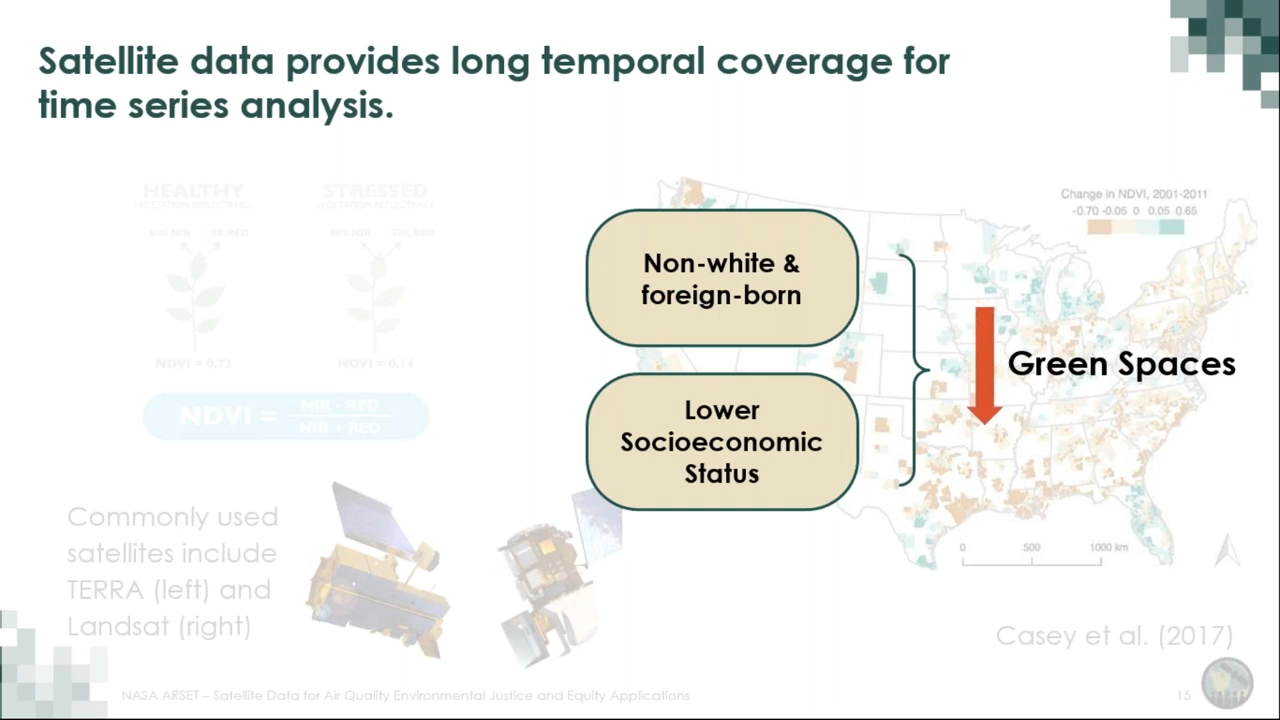 Satellite data provides long temporal coverage for
time series analysis.
HEALTHY
VEGETATION REFLECTANCE
STRESSED
VEGETATION REFLECTANCE
NDVI = 0.72
NDVI = 0.14
NDVI = NIR - RED
NIR + RED
Commonly used
satellites include
TERRA (left) and
Landsat (right)
Non-white &
foreign-born
Lower
Socioeconomic
Status
Change in NDVI, 2001-2011
-0.70 -0.05 0 0.05 0.65
Green Spaces
0 500 1000 km
Casey et al. (2017)
NASA ARSET – Satellite Data for Air Quality Environmental Justice and Equity Applications
15